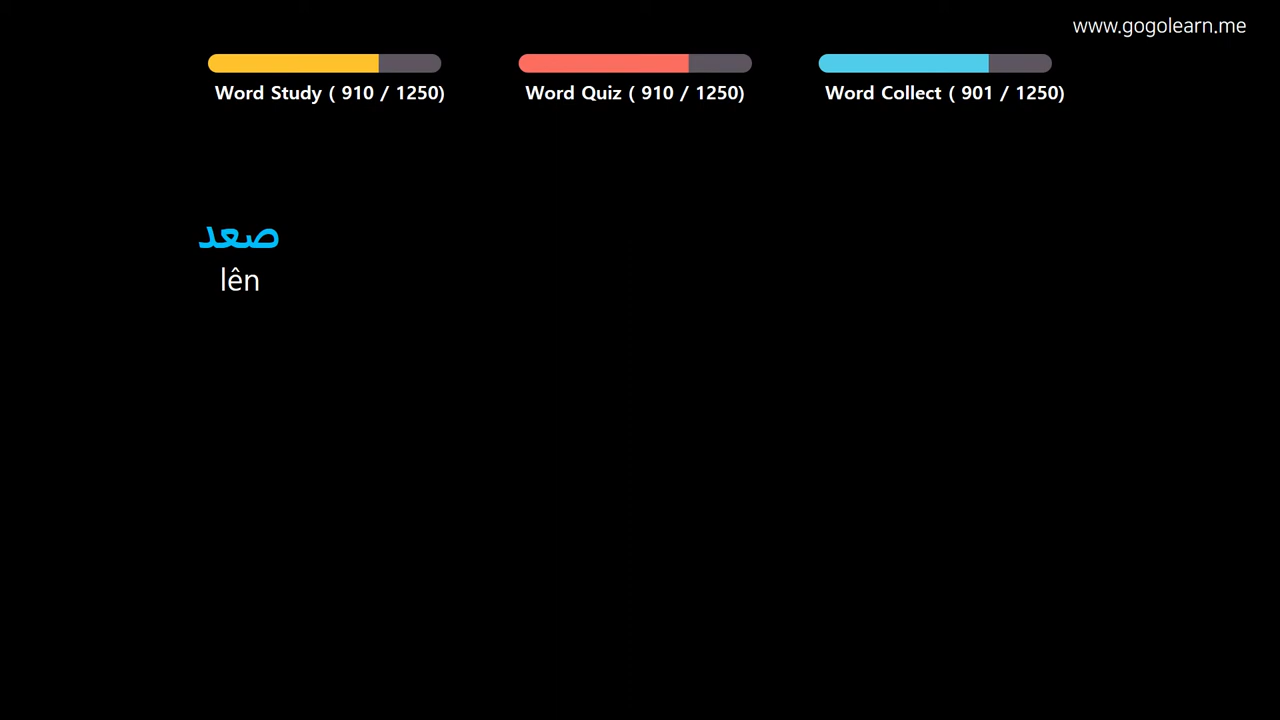 www.gogolearn.me
Word Study ( 910 / 1250)
Word Quiz ( 910 / 1250)
Word Collect ( 901 / 1250)
صعد
lên